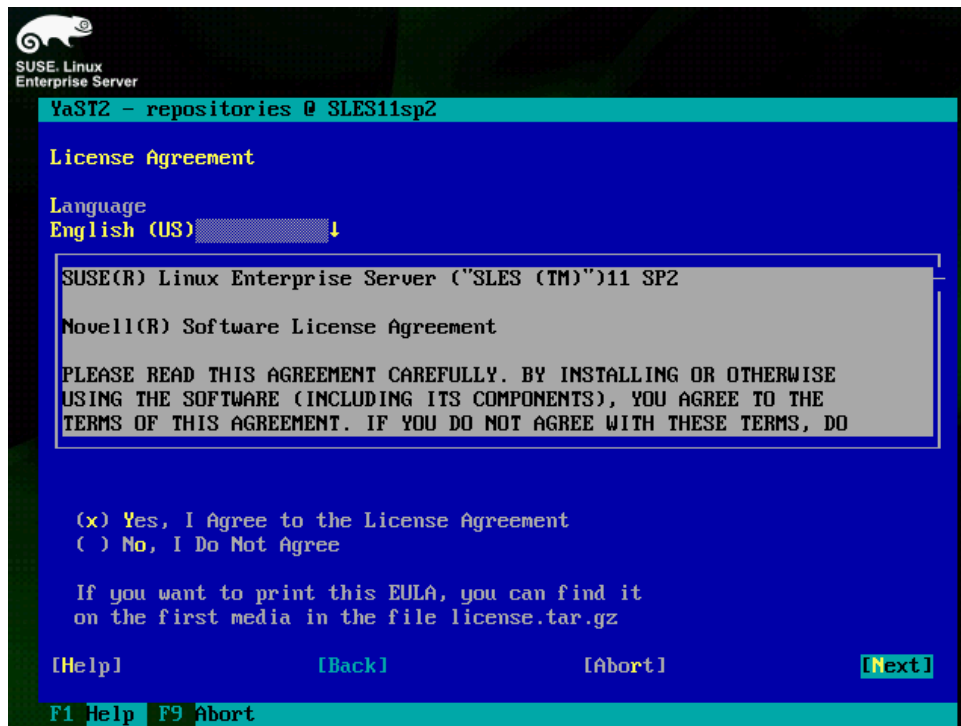 SUSE. Linux
Enterprise Server
YaST2 - repositories @ SLES11sp2
License Agreement
Language
English (US)
SUSE(R) Linux Enterprise Server ("SLES (TM)")11 SP2
Novell(R) Software License Agreement
PLEASE READ THIS AGREEMENT CAREFULLY. BY INSTALLING OR OTHERWISE
USING THE SOFTWARE (INCLUDING ITS COMPONENTS), YOU AGREE TO THE
TERMS OF THIS AGREEMENT. IF YOU DO NOT AGREE WITH THESE TERMS, DO
(x) Yes, I Agree to the License Agreement
( ) No, I Do Not Agree
If you want to print this EULA, you can find it
on the first media in the file license.tar.gz
[Help] [Back] [Abort] [Next]
F1 Help F9 Abort